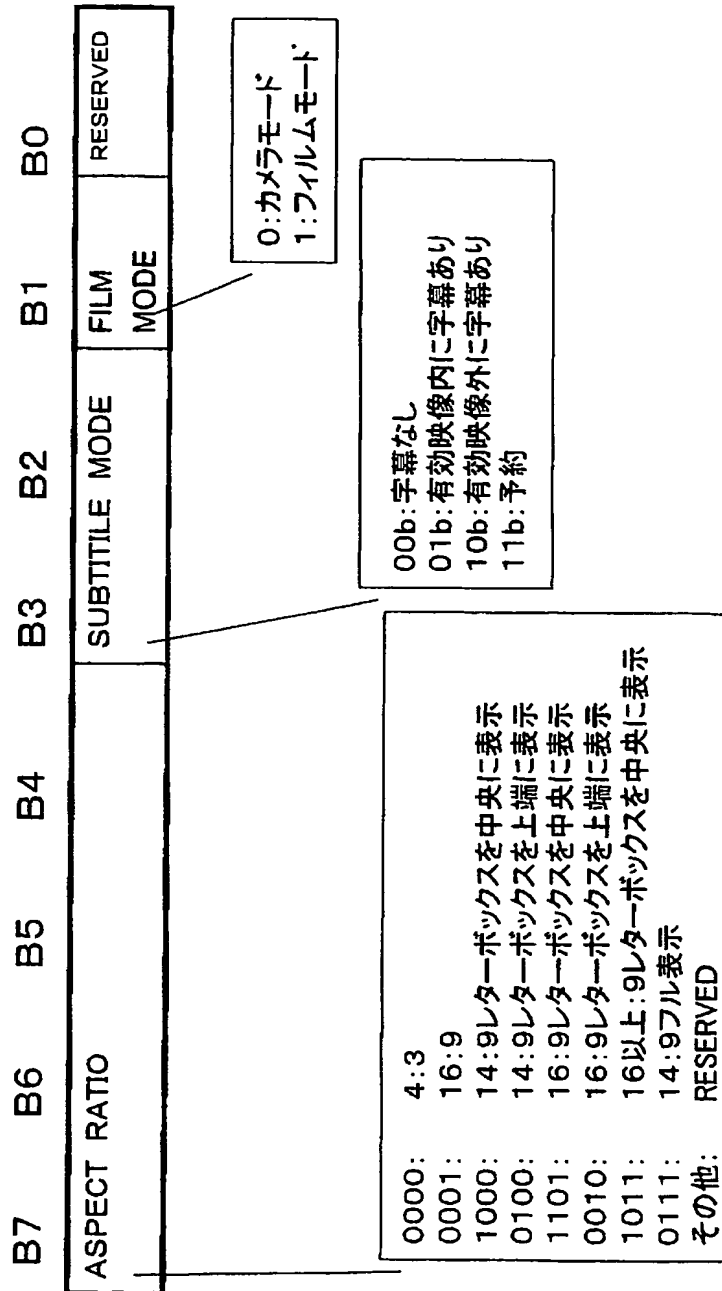 B7 B6 B5 B4 B3 B2 B1 B0
ASPECT RATIO
SUBTITILE MODE
FILM
MODE
RESERVED
0:カメラモード
1:フィルムモード
00b:字幕なし
01b:有効映像内に字幕あり
10b:有効映像外に字幕あり
11b:予約
0000: 4:3
0001: 16:9
1000: 14:9レターボックスを中央に表示
0100: 14:9レターボックスを上端に表示
1101: 16:9レターボックスを中央に表示
0010: 16:9レターボックスを上端に表示
1011: 16以上:9レターボックスを中央に表示
0111: 14:9フル表示
その他: RESERVED